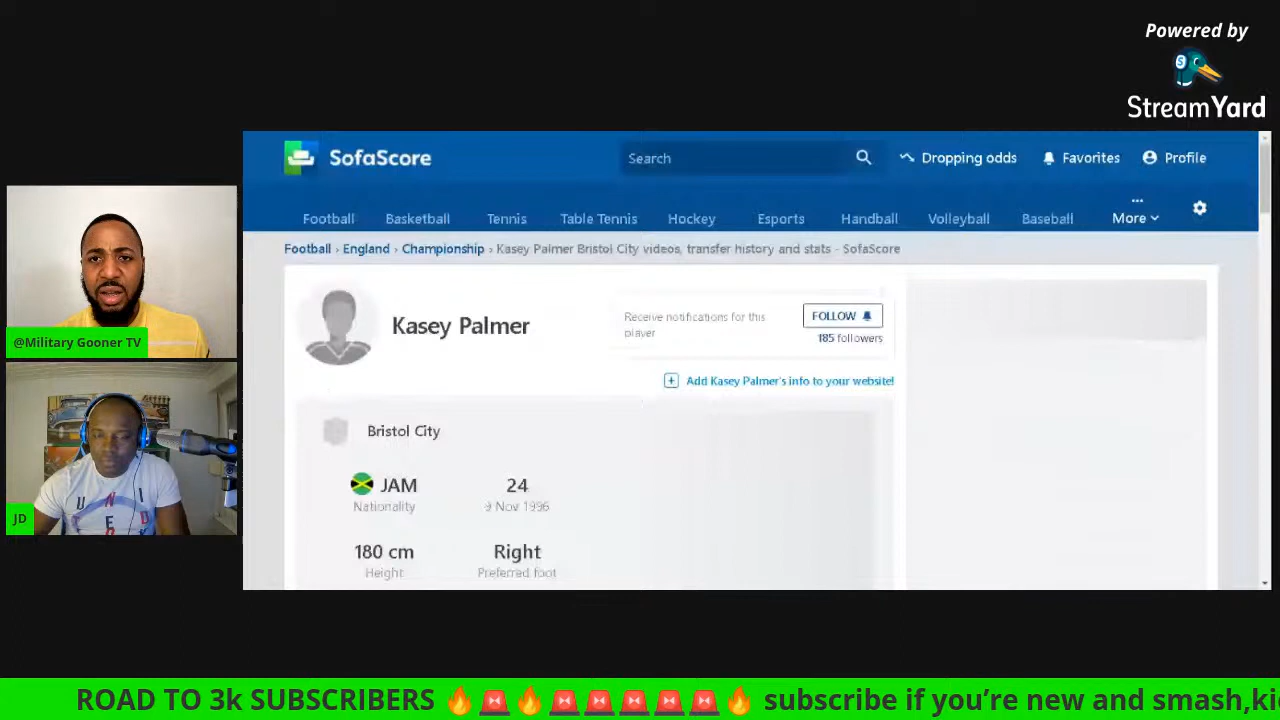 Powered by
StreamYard
SofaScore
Search
Dropping odds
Favorites
Profile
Football
Basketball
Tennis
Table Tennis
Hockey
Esports
Handball
Volleyball
Baseball
More
Football › England › Championship › Kasey Palmer Bristol City videos, transfer history and stats - SofaScore
Kasey Palmer
Receive notifications for this
player
FOLLOW
185 followers
Add Kasey Palmer's info to your website!
Bristol City
JAM
Nationality
24
9 Nov 1996
180 cm
Height
Right
Preferred foot
@Military Gooner TV
JD
ROAD TO 3k SUBSCRIBERS 🔥🚨🔥🚨🚨🚨🚨🚨🔥 subscribe if you’re new and smash,ki